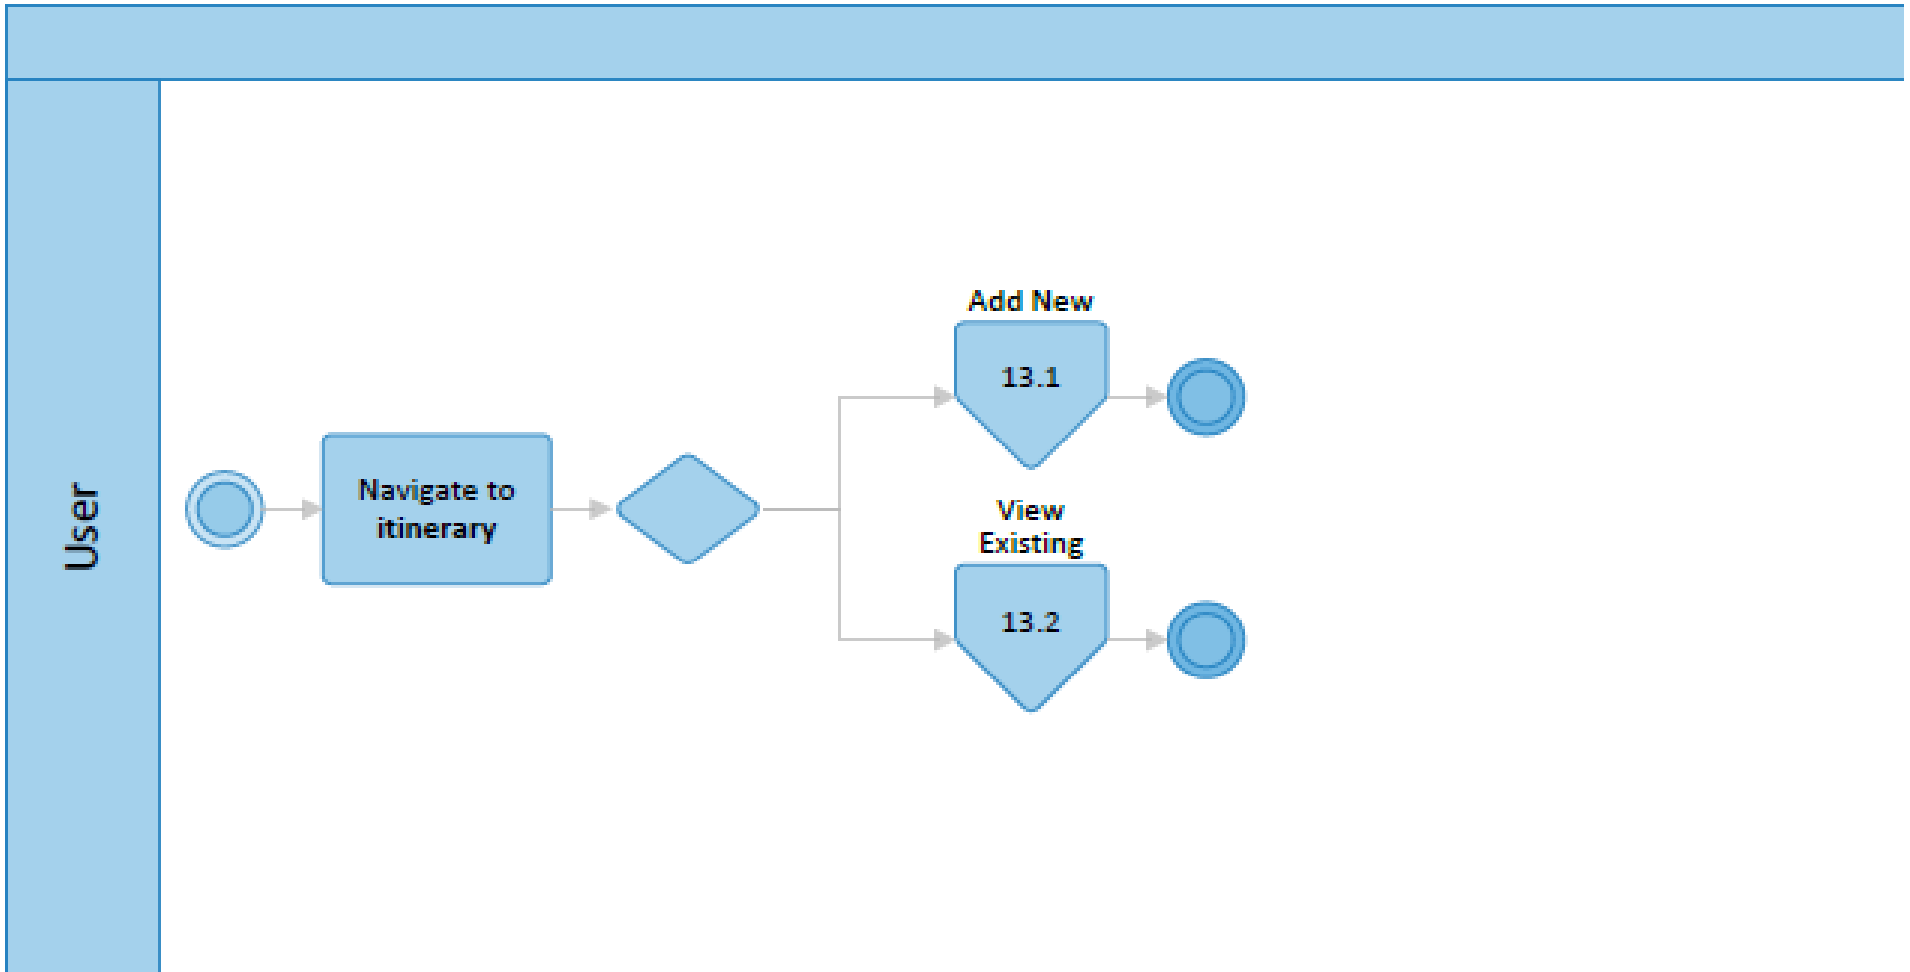 User
Navigate to
itinerary
Add New
13.1
View
Existing
13.2